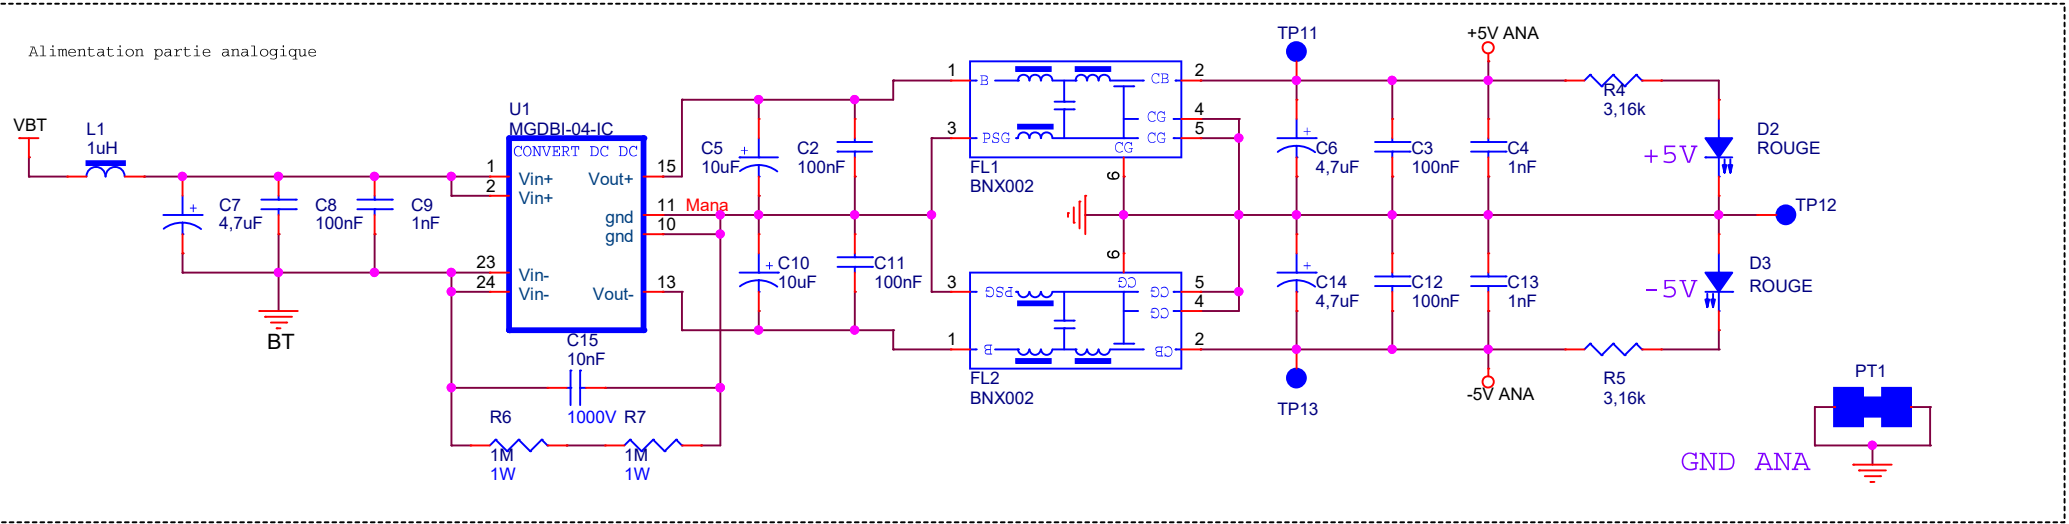 Alimentation partie analogique
VBT
L1
1uH
C7
4,7uF
C8
100nF
C9
1nF
BT
U1
MGDBI-04-IC
CONVERT DC DC
1
Vin+
2
Vin+
23
Vin-
24
Vin-
Vout+
15
gnd
11
Mana
gnd
10
Vout-
13
C15
10nF
1000V
R6
1M
1W
R7
1M
1W
C5
10uF
+
C2
100nF
C10
10uF
+
C11
100nF
1
B
3
PSG
CB
2
CG
4
CG
5
CG
6
FL1
BNX002
6
CG
3
PSG
CG
5
CG
4
1
B
CB
2
FL2
BNX002
TP11
+5V ANA
C6
4,7uF
+
C3
100nF
C4
1nF
R4
3,16k
D2
ROUGE
+5V
TP12
C14
4,7uF
+
C12
100nF
C13
1nF
D3
ROUGE
-5V
TP13
-5V ANA
R5
3,16k
PT1
GND ANA
+